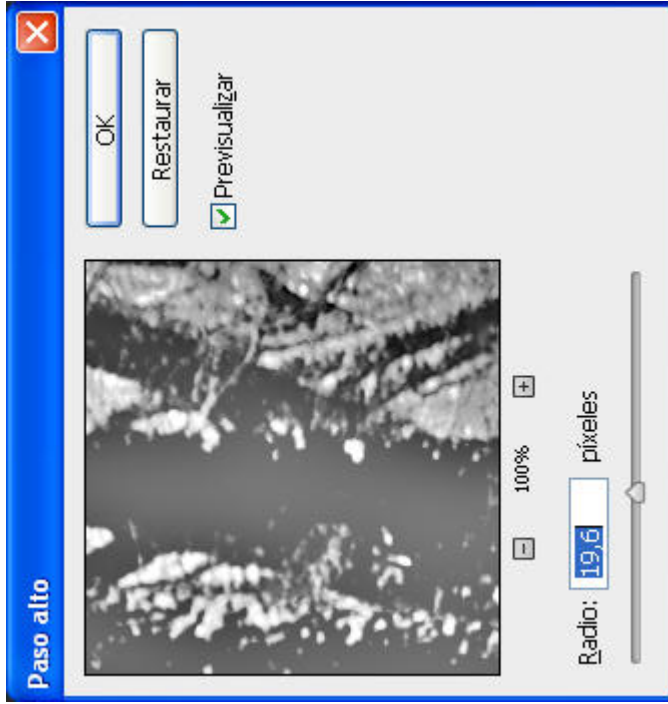 Paso alto
OK
Restaurar
Previsualizar
100%
Radio: 19,6 píxeles